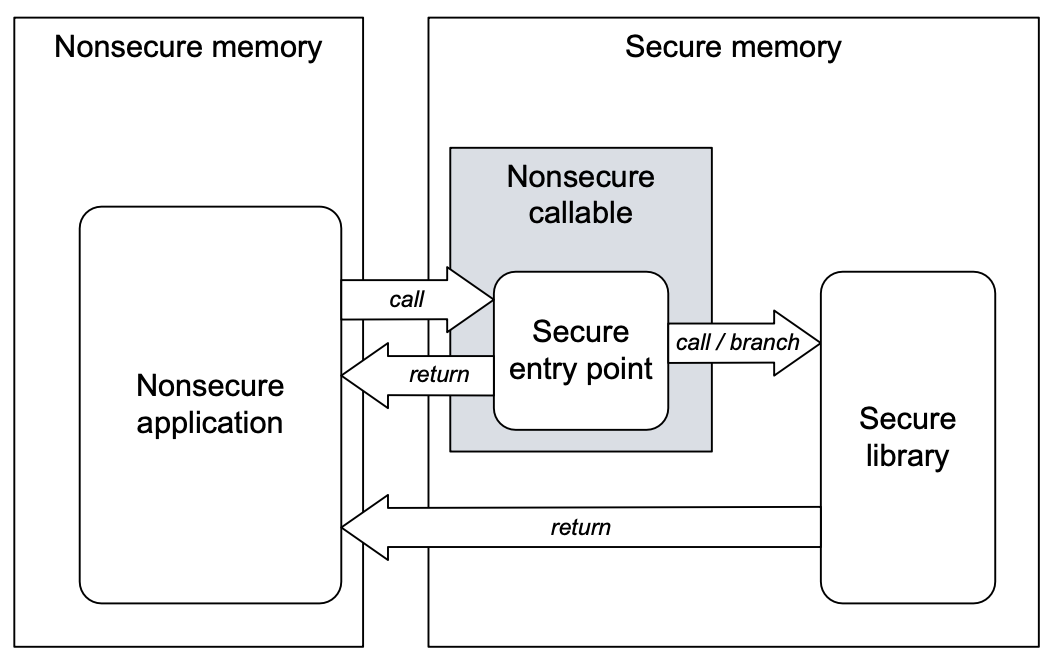 Nonsecure memory
Secure memory
Nonsecure
callable
call
Secure
entry point
call / branch
return
Nonsecure
application
Secure
library
return